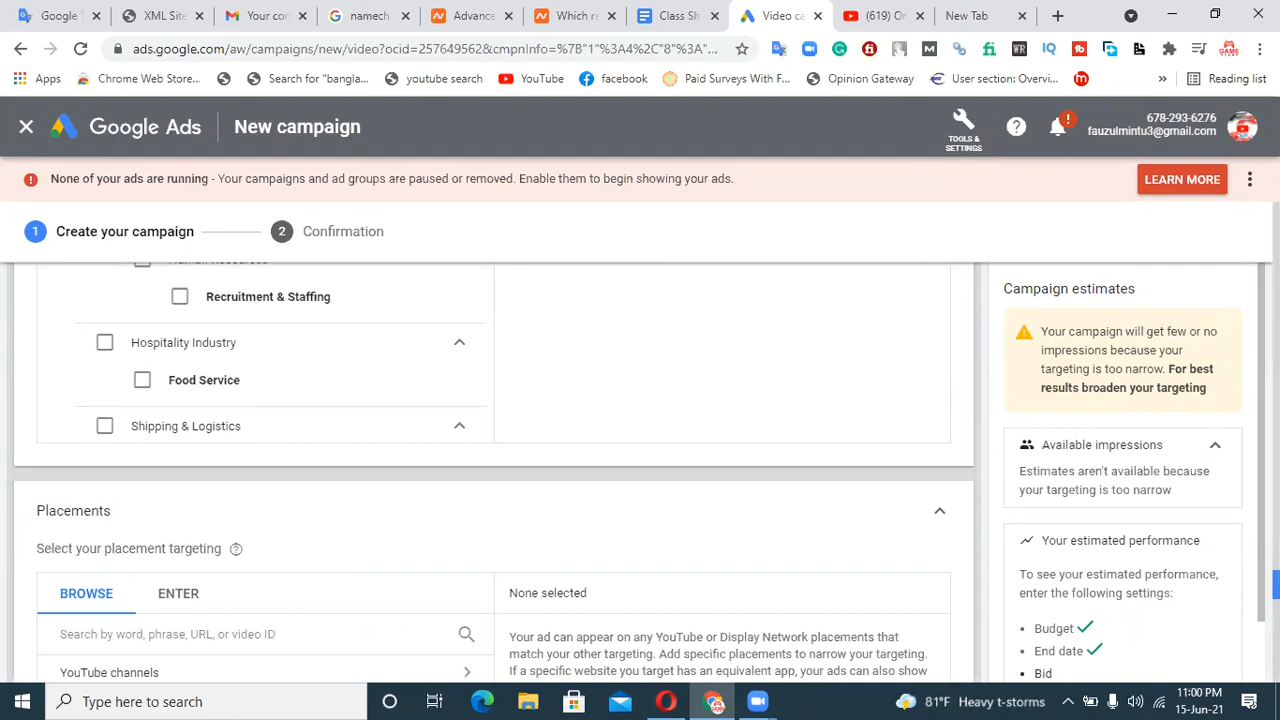 Google Ad
XML Site
Your con
namech
Advance
Which re
Class Sh
Video ca
(619) Or
New Tab
ads.google.com/aw/campaigns/new/video?ocid=257649562&cmpnInfo=%7B"1"%3A4%2C"8"%3A"...
Apps
Chrome Web Store...
Search for "bangla...
youtube search
YouTube
facebook
Paid Surveys With F...
Opinion Gateway
User section: Overvi...
»
Reading list
Google Ads
New campaign
TOOLS &
SETTINGS
678-293-6276
fauzulmintu3@gmail.com
None of your ads are running - Your campaigns and ad groups are paused or removed. Enable them to begin showing your ads.
LEARN MORE
1 Create your campaign
2 Confirmation
Human Resources
Recruitment & Staffing
Hospitality Industry
Food Service
Shipping & Logistics
Placements
Select your placement targeting
BROWSE ENTER
Search by word, phrase, URL, or video ID
YouTube channels
None selected
Your ad can appear on any YouTube or Display Network placements that
match your other targeting. Add specific placements to narrow your targeting.
If a specific website you target has an equivalent app, your ads can also show
Campaign estimates
Your campaign will get few or no
impressions because your
targeting is too narrow. For best
results broaden your targeting
Available impressions
Estimates aren't available because
your targeting is too narrow
Your estimated performance
To see your estimated performance,
enter the following settings:
• Budget
• End date
• Bid
Type here to search
81°F Heavy t-storms
11:00 PM
15-Jun-21